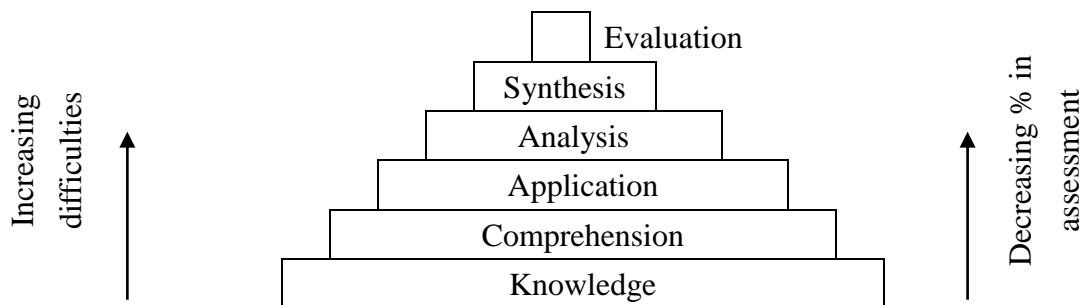 Evaluation
Synthesis
Analysis
Application
Comprehension
Knowledge
Increasing
difficulties
Decreasing % in
assessment